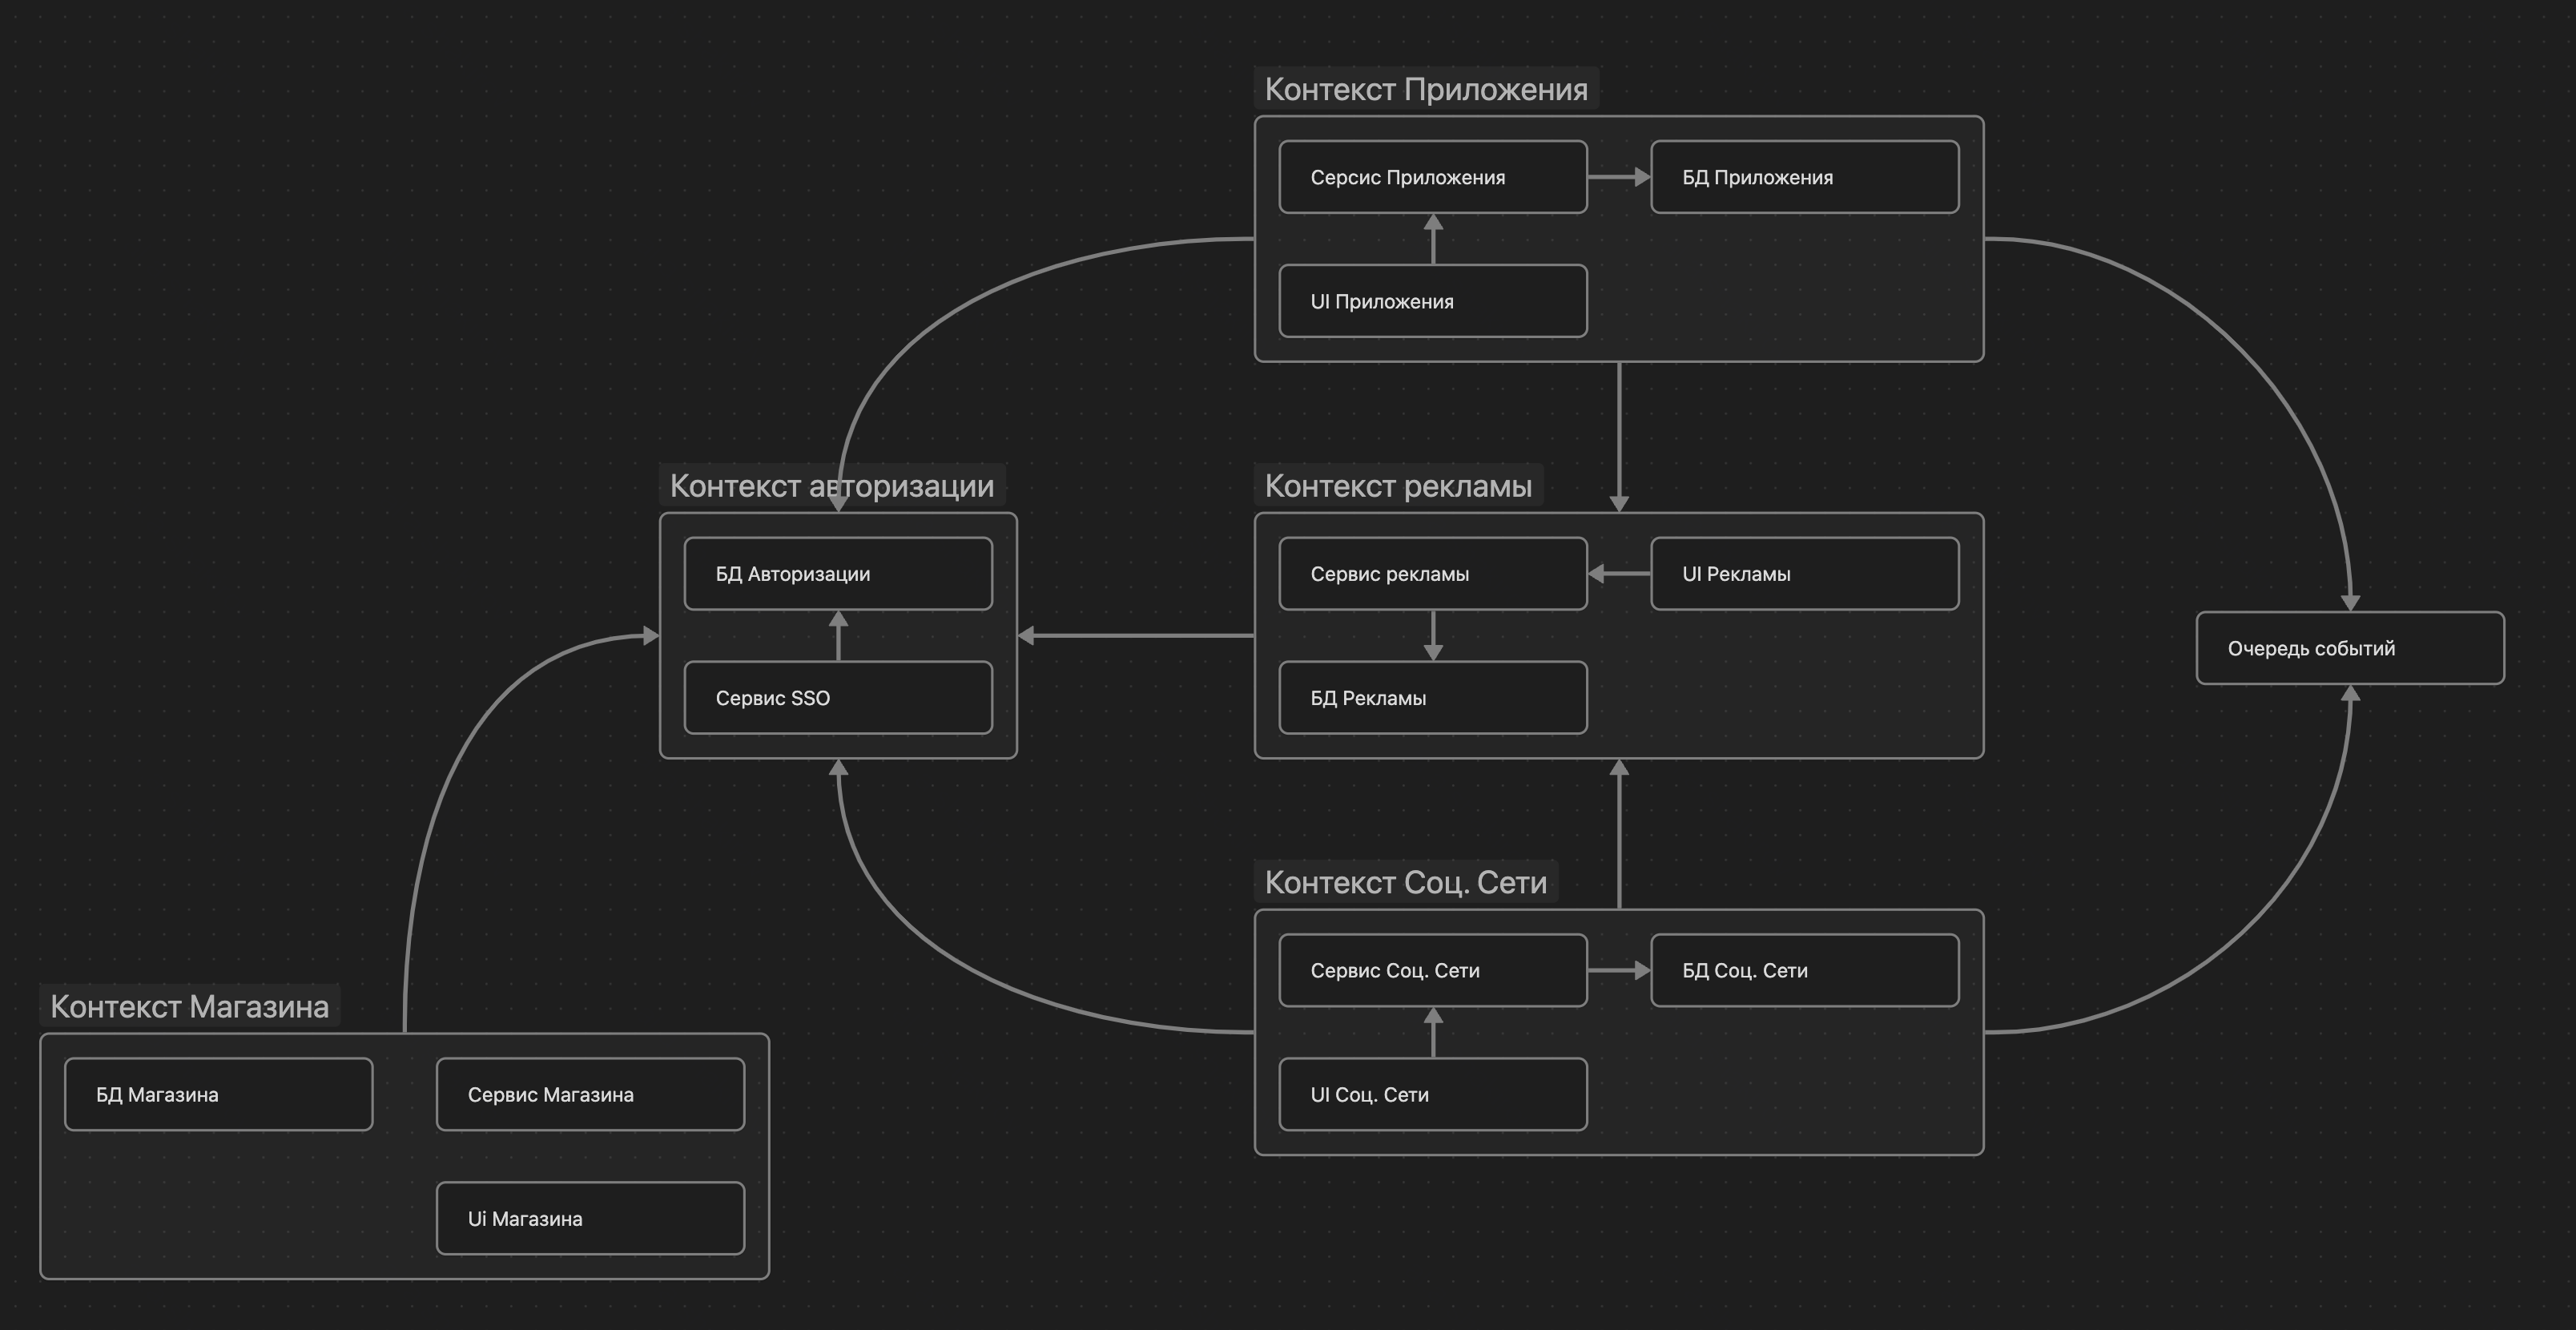 Контекст Приложения
Серсис Приложения
БД Приложения
UI Приложения
Контекст авторизации
БД Авторизации
Сервис SSO
Контекст рекламы
Сервис рекламы
UI Рекламы
БД Рекламы
Очередь событий
Контекст Соц. Сети
Сервис Соц. Сети
БД Соц. Сети
UI Соц. Сети
Контекст Магазина
БД Магазина
Сервис Магазина
Ui Магазина